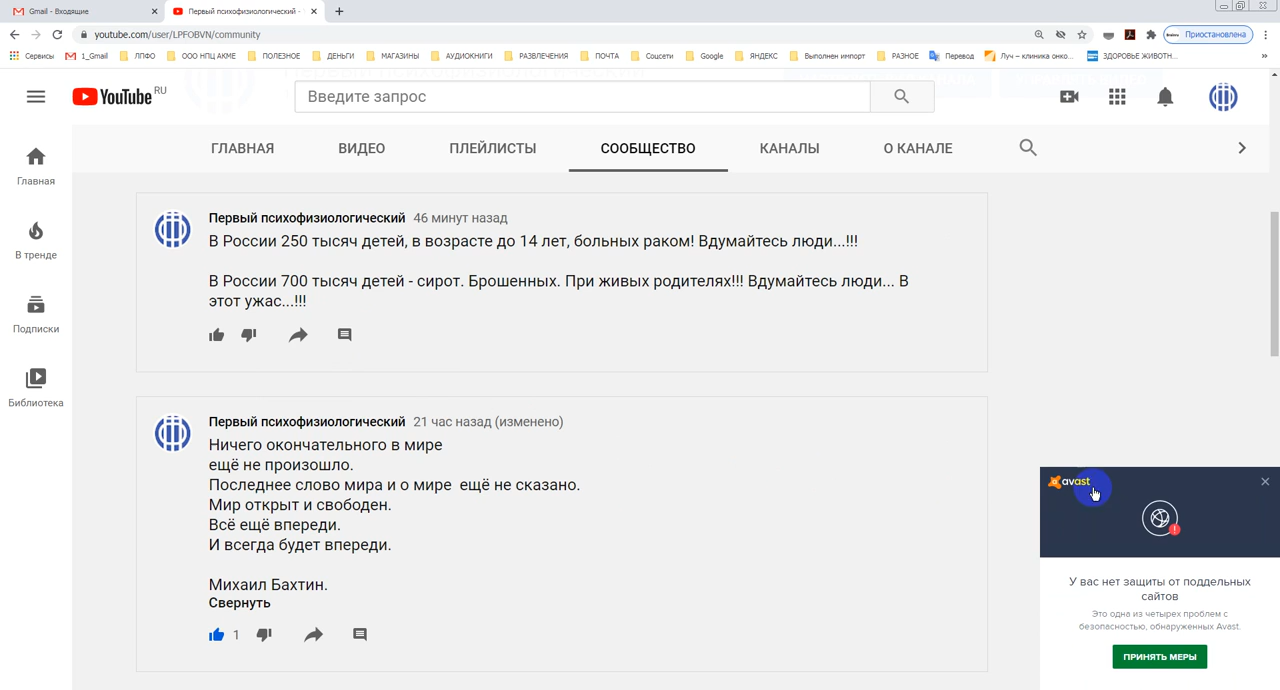 Gmail - Входящие
Первый психофизиологический -
youtube.com/user/LPFOBVN/community
Приостановлена
Сервисы
1_Gmail
ЛПФО
ООО НПЦ АКМЕ
ПОЛЕЗНОЕ
ДЕНЬГИ
МАГАЗИНЫ
АУДИОКНИГИ
РАЗВЛЕЧЕНИЯ
ПОЧТА
Соцсети
Google
ЯНДЕКС
Выполнен импорт
РАЗНОЕ
Перевод
Луч – клиника онко...
ЗДОРОВЬЕ ЖИВОТН...
YouTube RU
Введите запрос
ГЛАВНАЯ
ВИДЕО
ПЛЕЙЛИСТЫ
СООБЩЕСТВО
КАНАЛЫ
О КАНАЛЕ
Главная
В тренде
Подписки
Библиотека
Первый психофизиологический 46 минут назад
В России 250 тысяч детей, в возрасте до 14 лет, больных раком! Вдумайтесь люди...!!!
В России 700 тысяч детей - сирот. Брошенных. При живых родителях!!! Вдумайтесь люди... В
этот ужас...!!!
Первый психофизиологический 21 час назад (изменено)
Ничего окончательного в мире
ещё не произошло.
Последнее слово мира и о мире ещё не сказано.
Мир открыт и свободен.
Всё ещё впереди.
И всегда будет впереди.
Михаил Бахтин.
Свернуть
1
avast
У вас нет защиты от поддельных
сайтов
Это одна из четырех проблем с
безопасностью, обнаруженных Avast.
ПРИНЯТЬ МЕРЫ